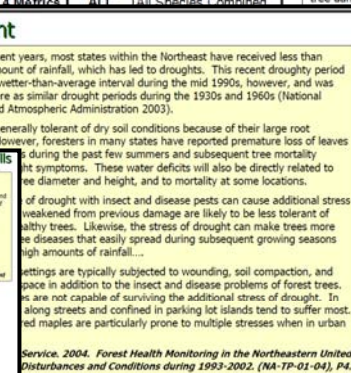 a Metrics ACT (All Species Combined
nt
ent years, most states within the Northeast have received less than
ount of rainfall, which has led to droughts. This recent droughty period
wetter-than-average interval during the mid 1990s, however, and was
re as similar drought periods during the 1930s and 1960s (National
d Atmospheric Administration 2003).
enerally tolerant of dry soil conditions because of their large root
owever, foresters in many states have reported premature loss of leaves
s during the past few summers and subsequent tree mortality
ht symptoms. These water deficits will also be directly related to
ree diameter and height, and to mortality at some locations.
lls
of drought with insect and disease pests can cause additional stress
weakened from previous damage are likely to be less tolerant of
althy trees. Likewise, the stress of drought can make trees more
ee diseases that easily spread during subsequent growing seasons
high amounts of rainfall....
ettings are typically subjected to wounding, soil compaction, and
space in addition to the insect and disease problems of forest trees.
es are not capable of surviving the additional stress of drought. In
along streets and confined in parking lot islands tend to suffer most.
red maples are particularly prone to multiple stresses when in urban
Service. 2004. Forest Health Monitoring in the Northeastern United
Disturbances and Conditions during 1993-2002. (NA-TP-01-04), P4.